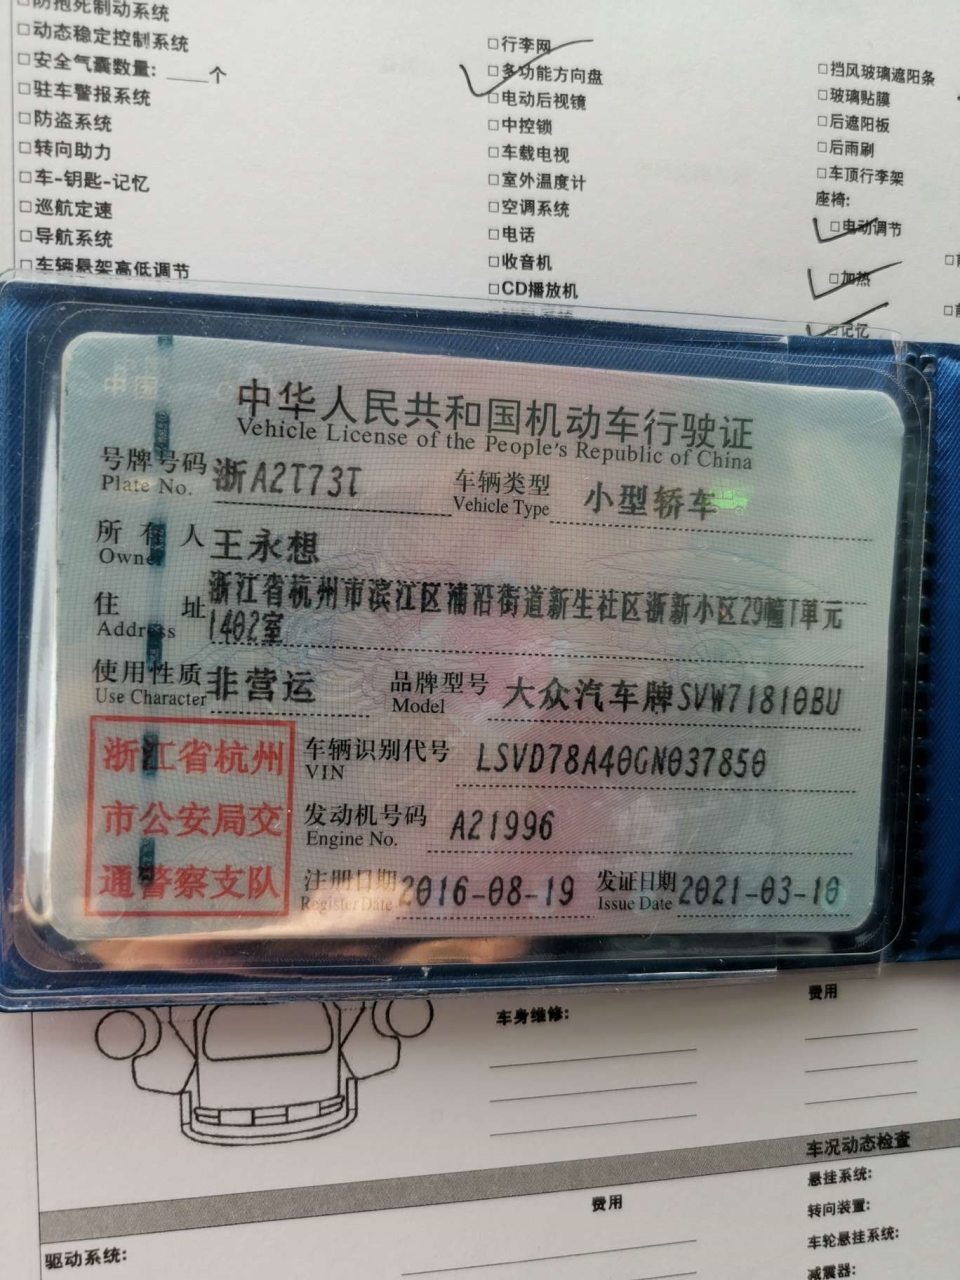 防抱死制动系统
□动态稳定控制系统
□安全气囊数量: ____个
□驻车警报系统
□防盗系统
□转向助力
□车-钥匙-记忆
□巡航定速
□导航系统
□车辆悬架高低调节
□行李网
□多功能方向盘
□电动后视镜
□中控锁
□车载电视
□室外温度计
□空调系统
□电话
□收音机
□CD播放机
□挡风玻璃遮阳条
□玻璃贴膜
□后遮阳板
□后雨刷
□车顶行李架
座椅:
□电动调节
□加热
□记忆
中国
中华人民共和国机动车行驶证
Vehicle License of the People's Republic of China
号牌号码 浙A2T73T 车辆类型 小型轿车
Plate No. Vehicle Type
所有人 王永想
Owner
住址 浙江省杭州市滨江区浦沿街道新生社区浙新小区29幢1单元
Address 1402室
使用性质 非营运 品牌型号 大众汽车牌SVW71810BU
Use Character Model
浙江省杭州
市公安局交
通警察支队
车辆识别代号 LSVD78A40GN037850
VIN
发动机号码 A21996
Engine No.
注册日期 2016-08-19 发证日期 2021-03-10
Register Date Issue Date
车身维修:
费用
车况动态检查
悬挂系统:
转向装置:
车轮悬挂系统:
减震器:
费用
驱动系统: